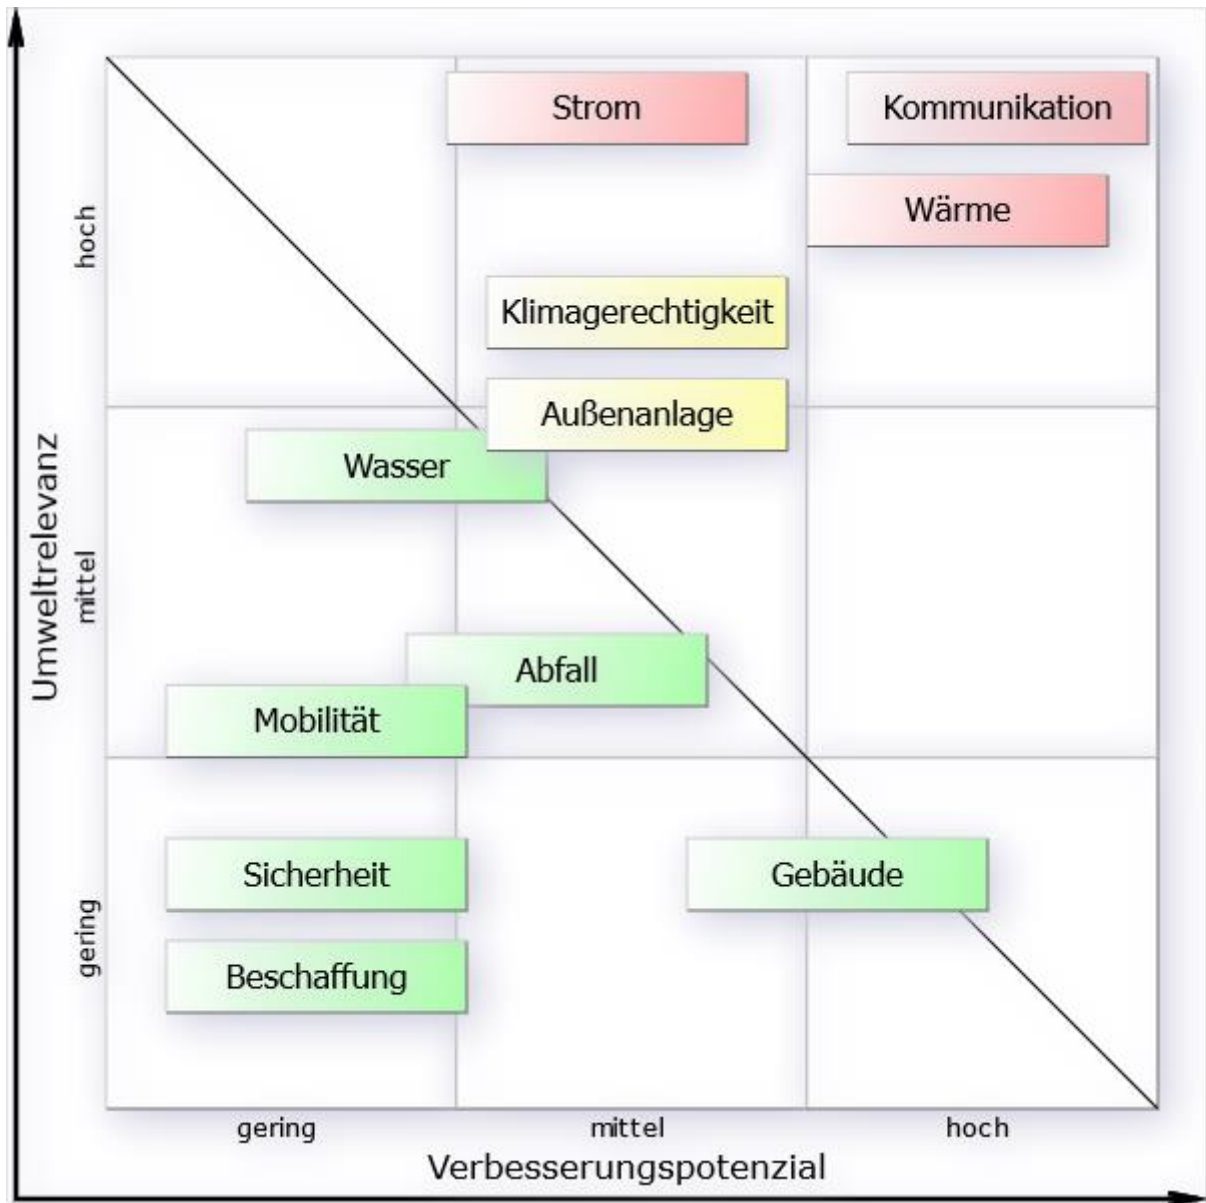 Strom
Kommunikation
Wärme
hoch
Klimagerechtigkeit
Außenanlage
Wasser
Umweltrelevanz
mittel
Abfall
Mobilität
Sicherheit
Gebäude
gering
Beschaffung
gering
mittel
hoch
Verbesserungspotenzial